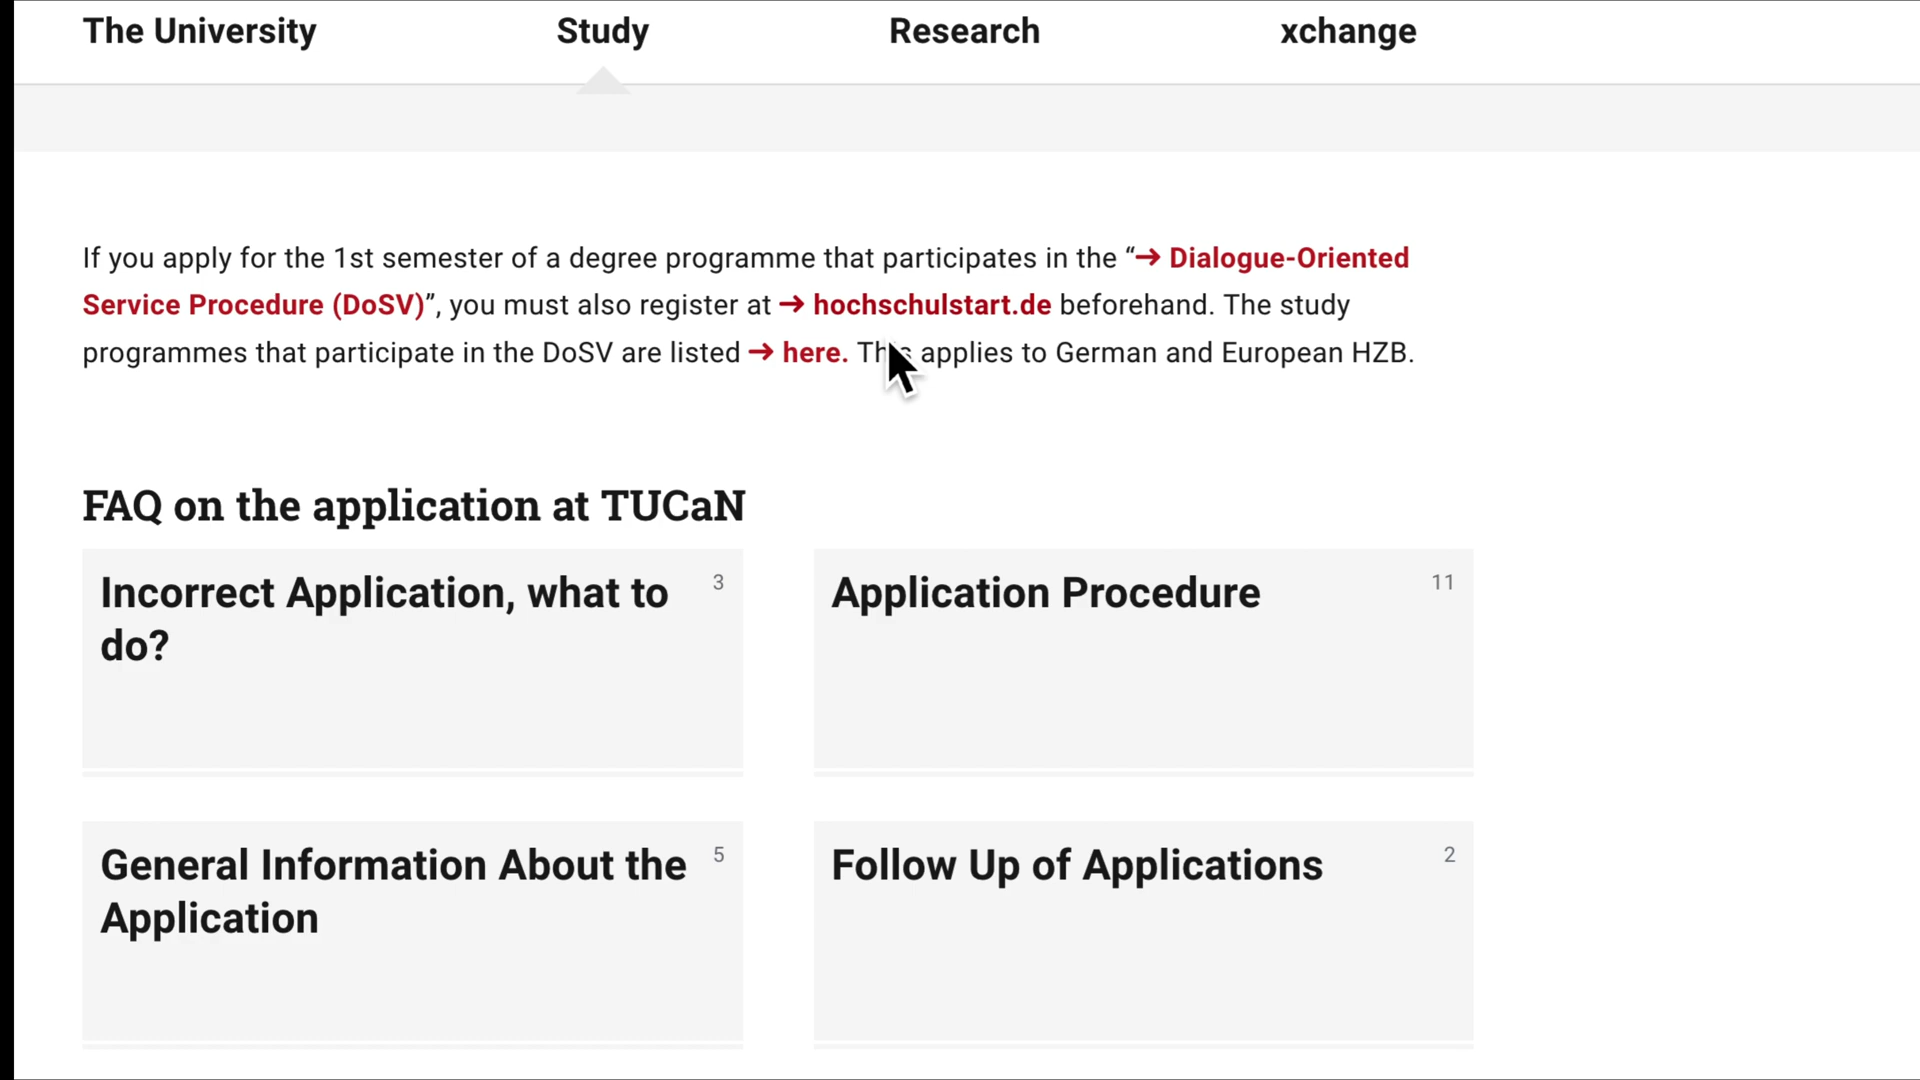 The University Study Research xchange
If you apply for the 1st semester of a degree programme that participates in the “→ Dialogue-Oriented
Service Procedure (DoSV)”, you must also register at → hochschulstart.de beforehand. The study
programmes that participate in the DoSV are listed → here. This applies to German and European HZB.
FAQ on the application at TUCaN
Incorrect Application, what to
do?
3
Application Procedure
11
General Information About the
Application
5
Follow Up of Applications
2